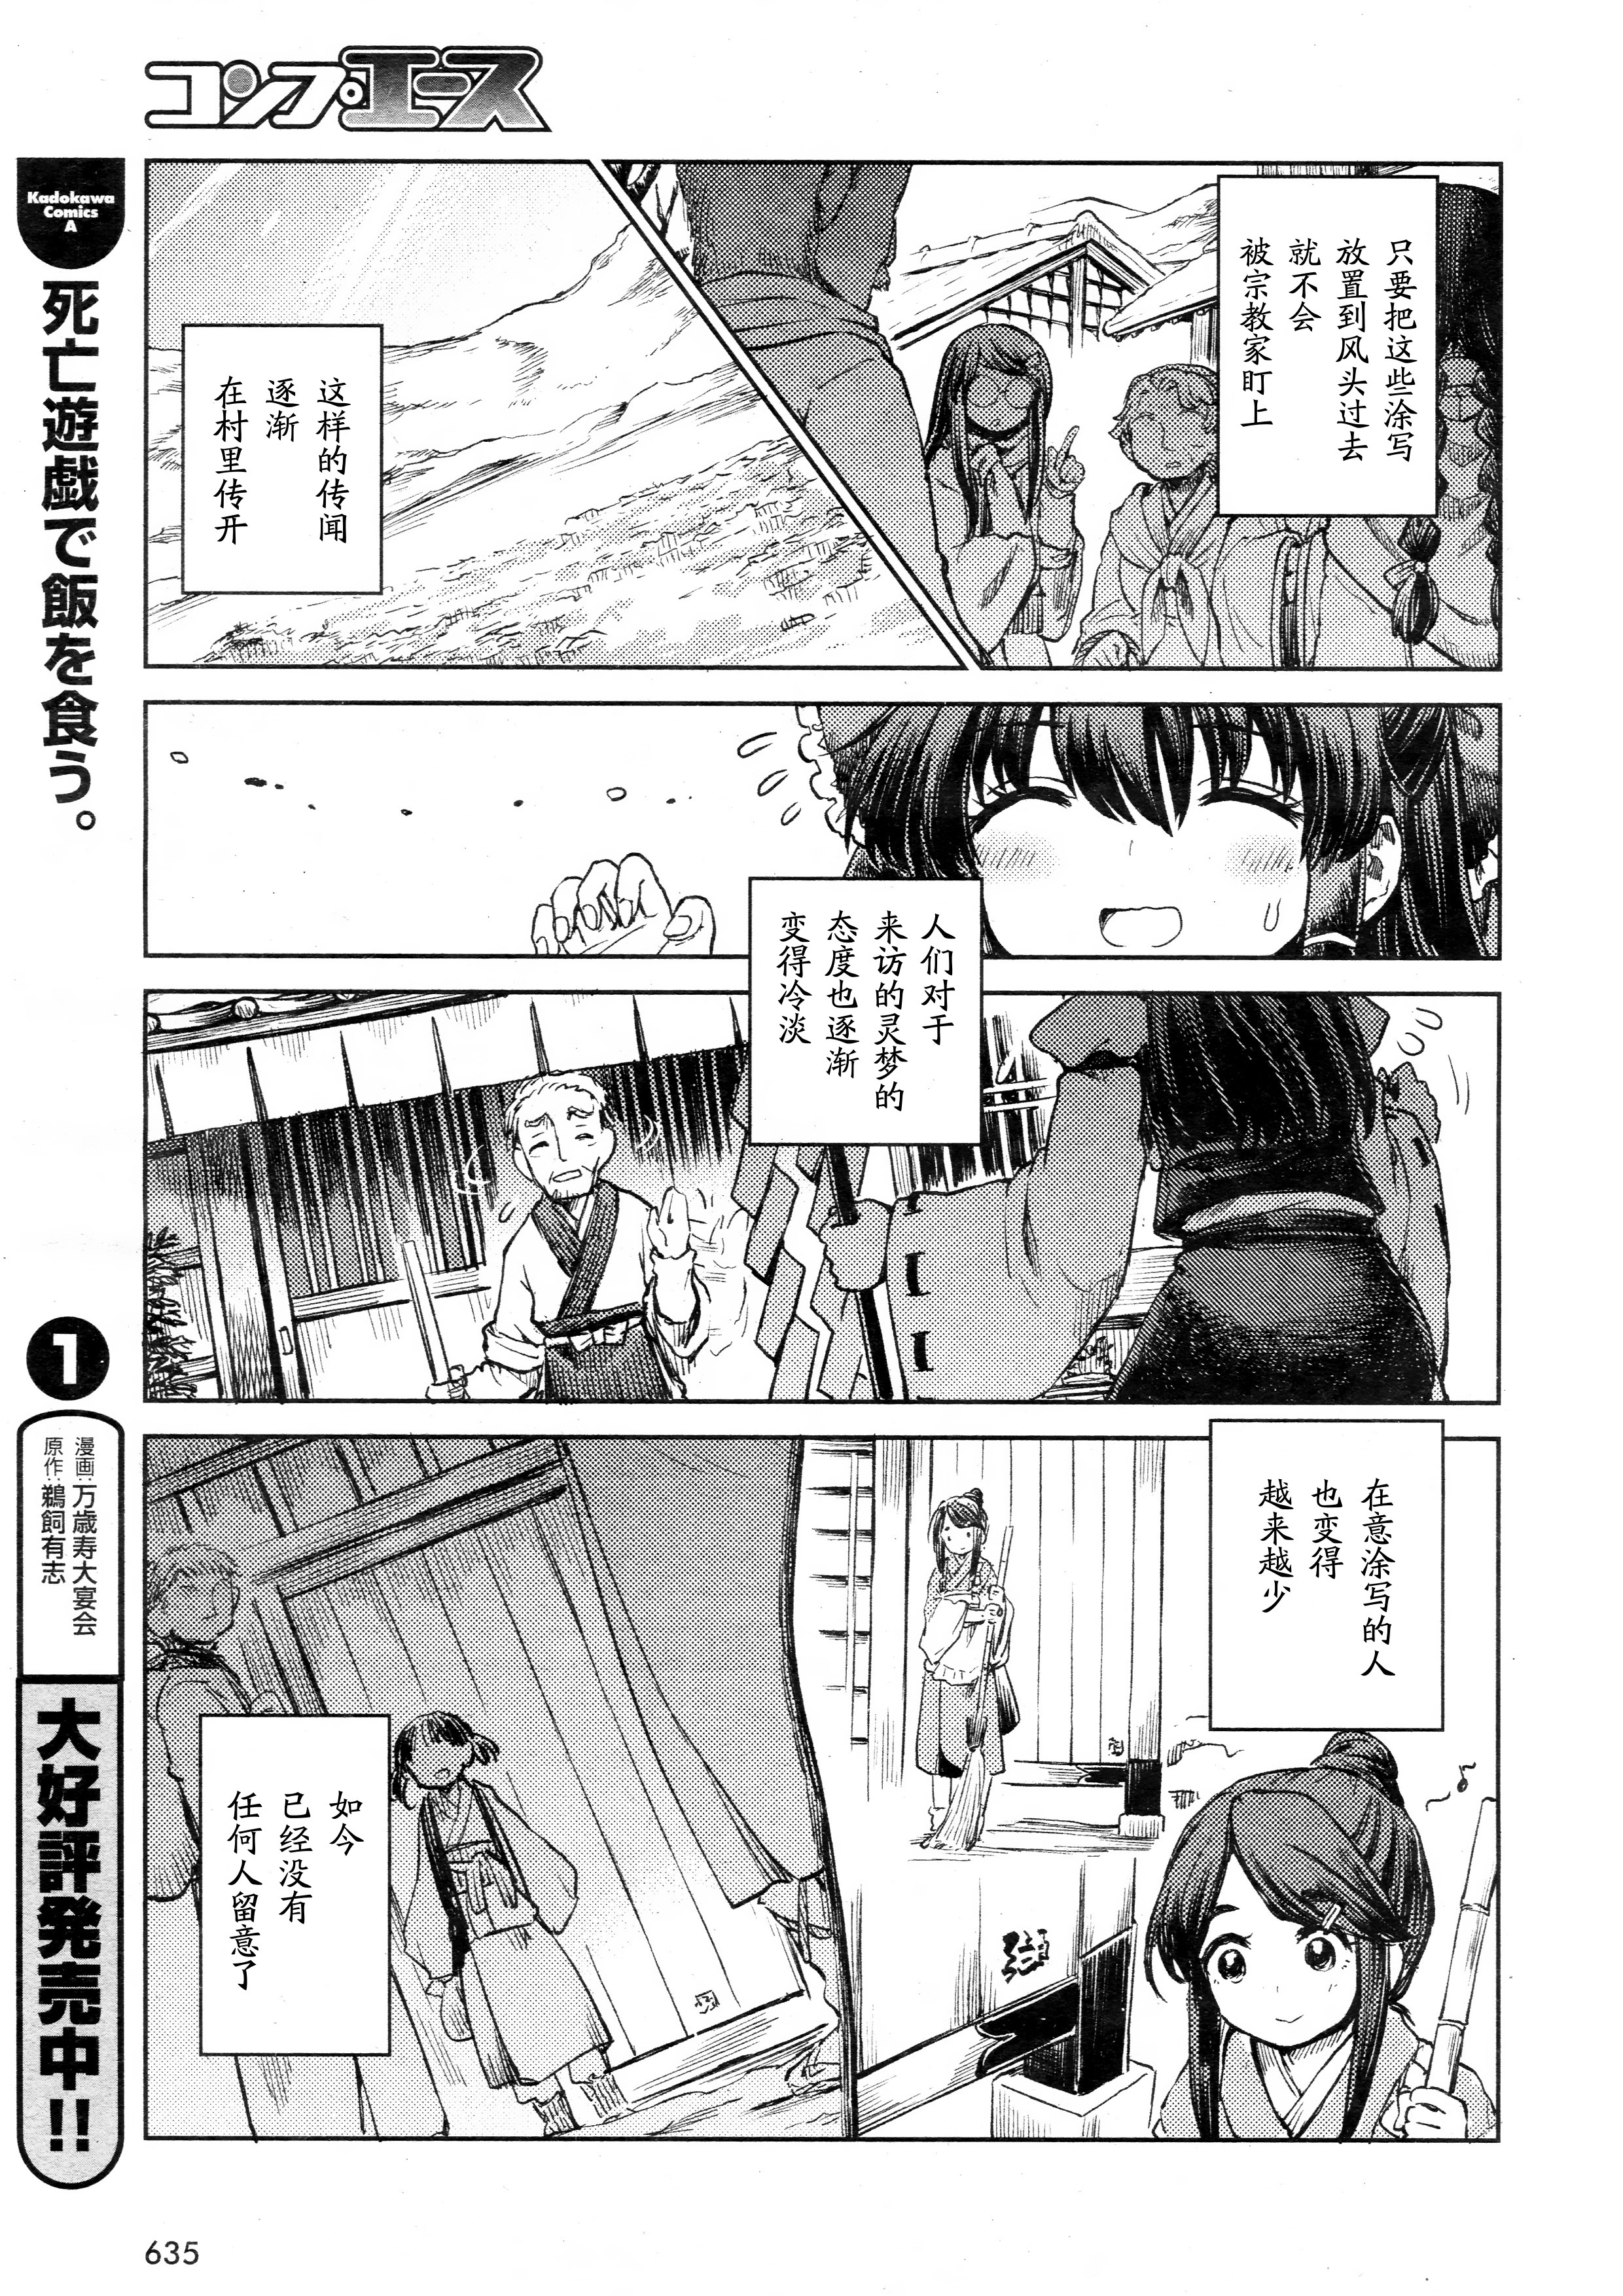 コンプエース
Kadokawa
Comics
A
死亡遊戯で飯を食う。
1
漫画:万歳寿大宴会
原作:鵜飼有志
大好評発売中!!
只要把这些涂写
放置到风头过去
就不会
被宗教家盯上
这样的传闻
逐渐
在村里传开
人们对于
来访的灵梦的
态度也逐渐
变得冷淡
在意涂写的人
也变得
越来越少
如今
已经没有
任何人留意了
635